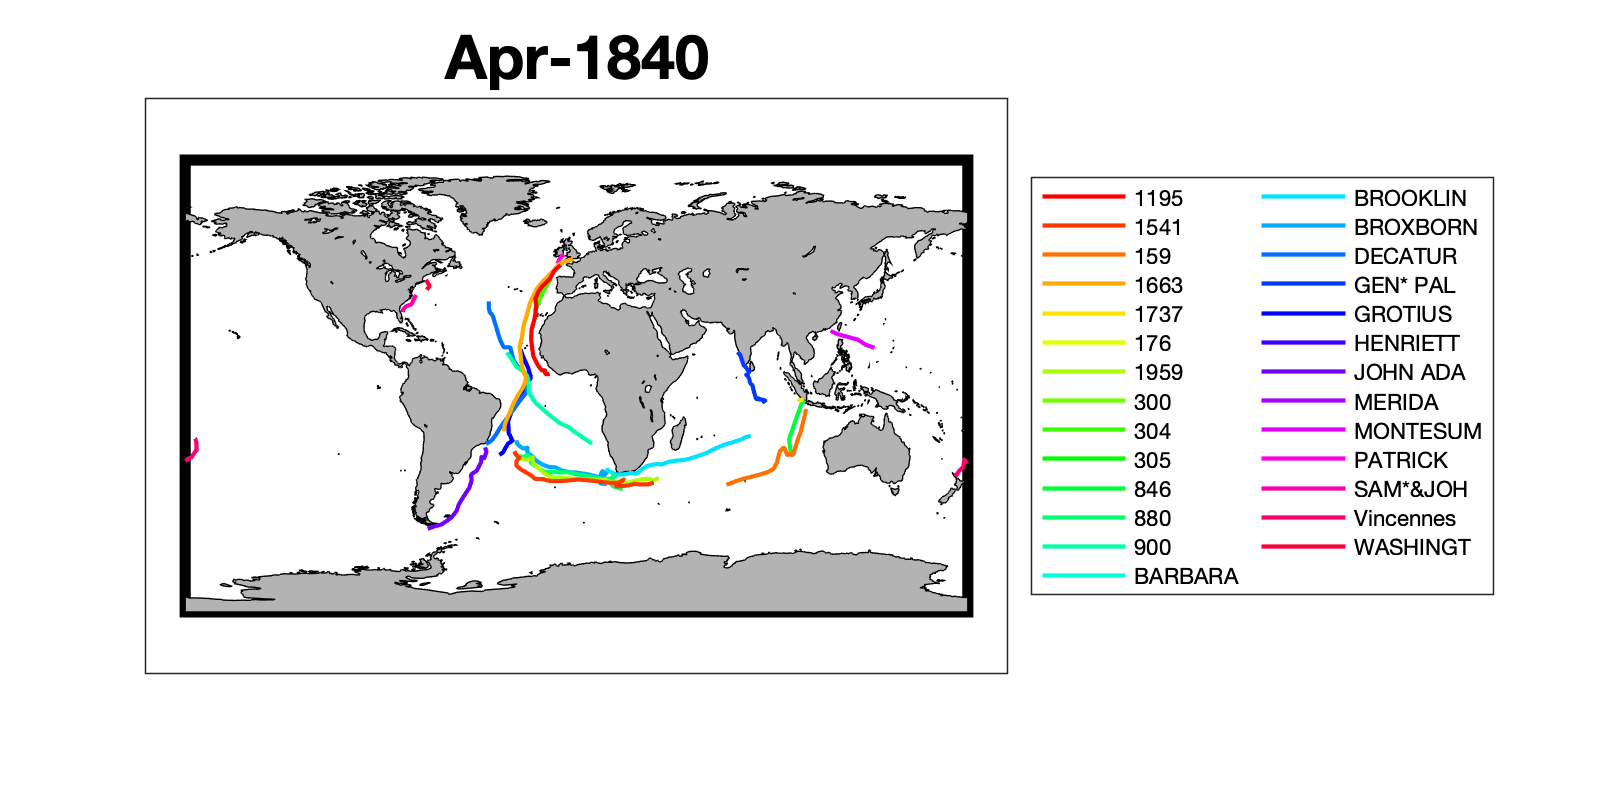 Apr-1840
1195
1541
159
1663
1737
176
1959
300
304
305
846
880
900
BARBARA
BROOKLIN
BROXBORN
DECATUR
GEN* PAL
GROTIUS
HENRIETT
JOHN ADA
MERIDA
MONTESUM
PATRICK
SAM*&JOH
Vincennes
WASHINGT